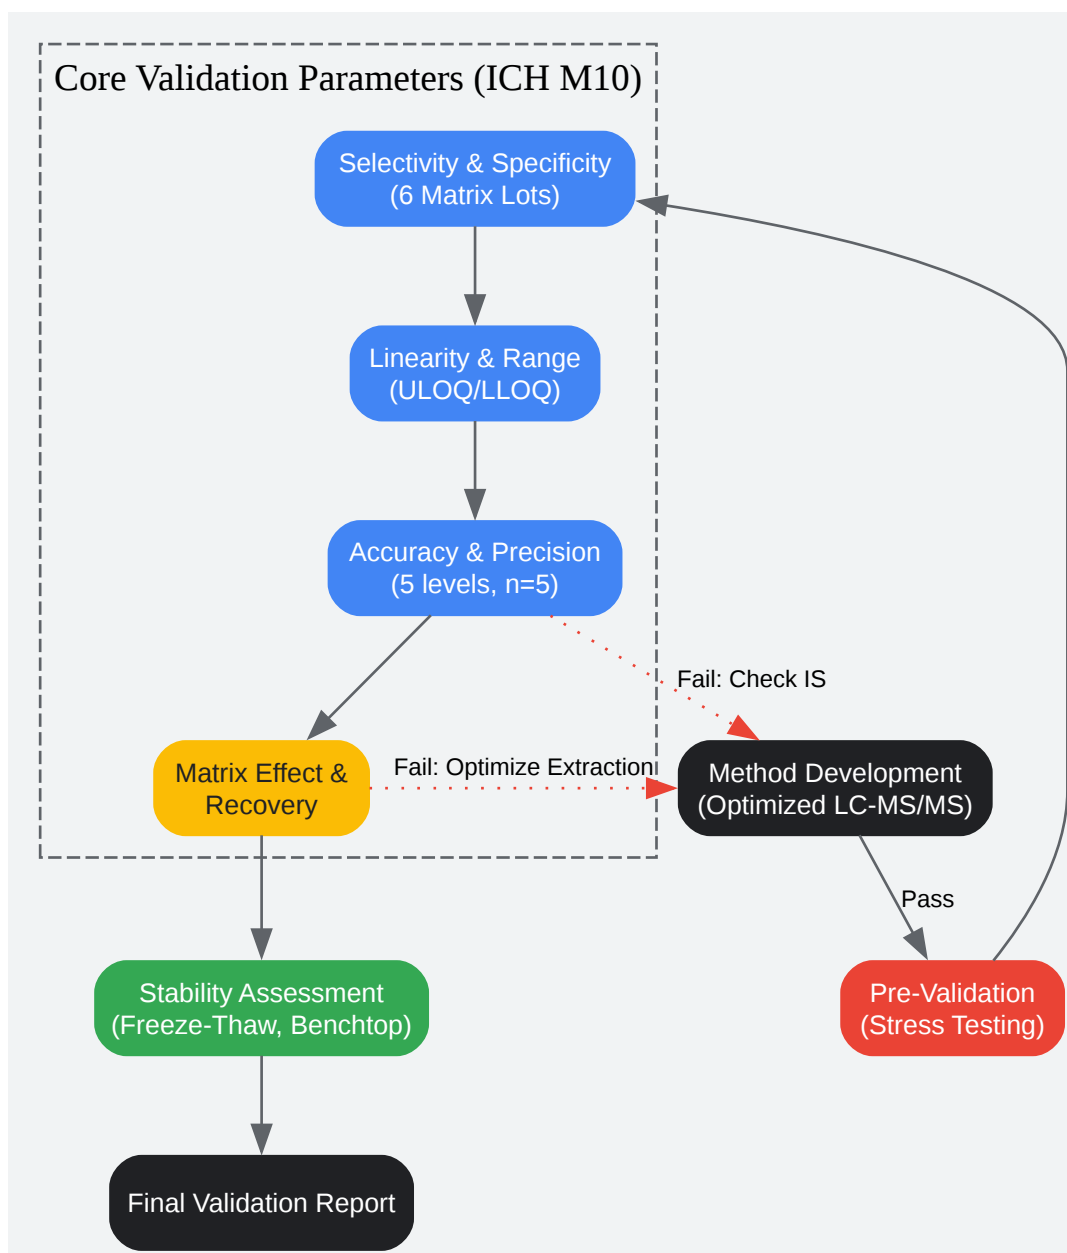 Core Validation Parameters (ICH M10)
Selectivity & Specificity
(6 Matrix Lots)
Linearity & Range
(ULOQ/LLOQ)
Accuracy & Precision
(5 levels, n=5)
Fail: Check IS
Matrix Effect &
Recovery
Fail: Optimize Extraction
Method Development
(Optimized LC-MS/MS)
Pass
Stability Assessment
(Freeze-Thaw, Benchtop)
Pre-Validation
(Stress Testing)
Final Validation Report